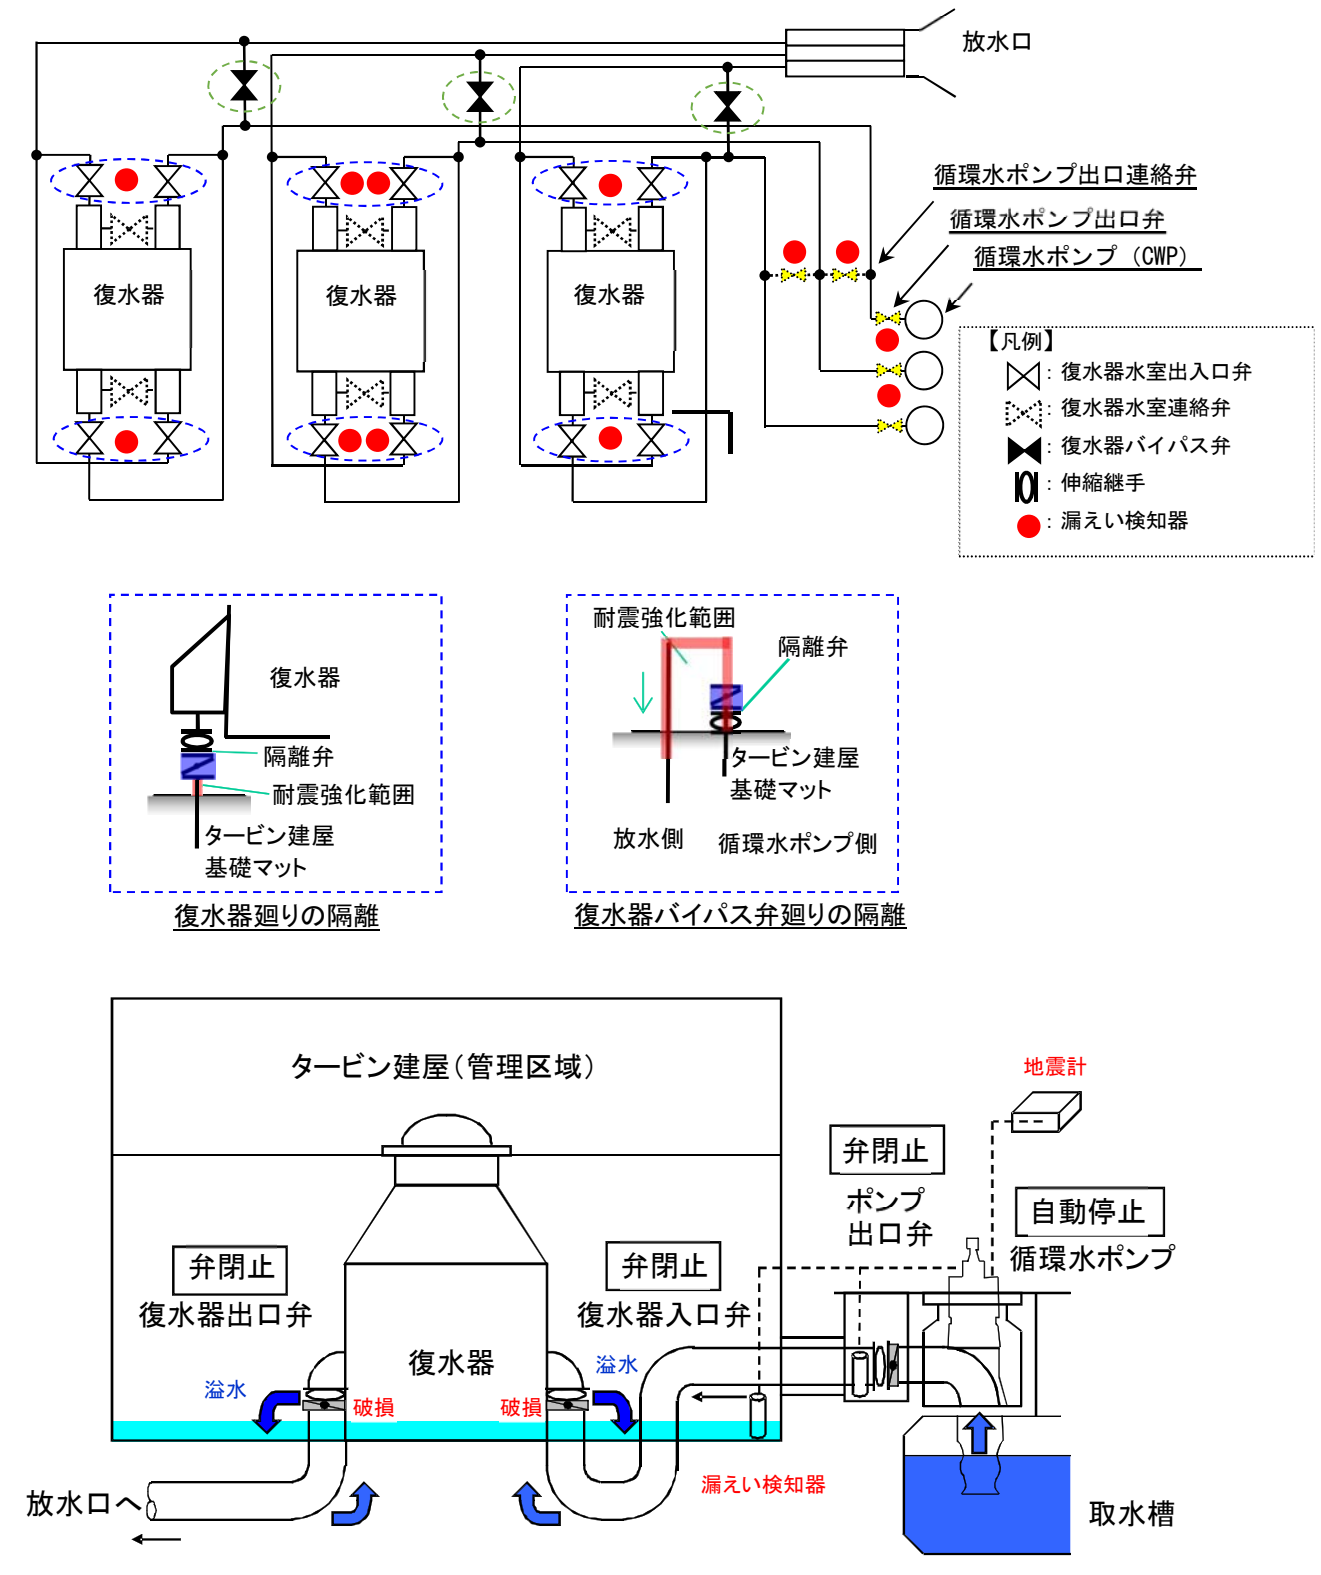 放水口
循環水ポンプ出口連絡弁
循環水ポンプ出口弁
循環水ポンプ（CWP）
復水器
復水器
復水器
【凡例】
：復水器水室出入口弁
：復水器水室連絡弁
：復水器バイパス弁
：伸縮継手
：漏えい検知器
復水器
隔離弁
耐震強化範囲
タービン建屋
基礎マット
復水器廻りの隔離
耐震強化範囲
隔離弁
タービン建屋
基礎マット
放水側
循環水ポンプ側
復水器バイパス弁廻りの隔離
タービン建屋（管理区域）
地震計
弁閉止
ポンプ
出口弁
自動停止
循環水ポンプ
弁閉止
復水器出口弁
弁閉止
復水器入口弁
復水器
溢水
溢水
破損
破損
漏えい検知器
放水口へ
取水槽